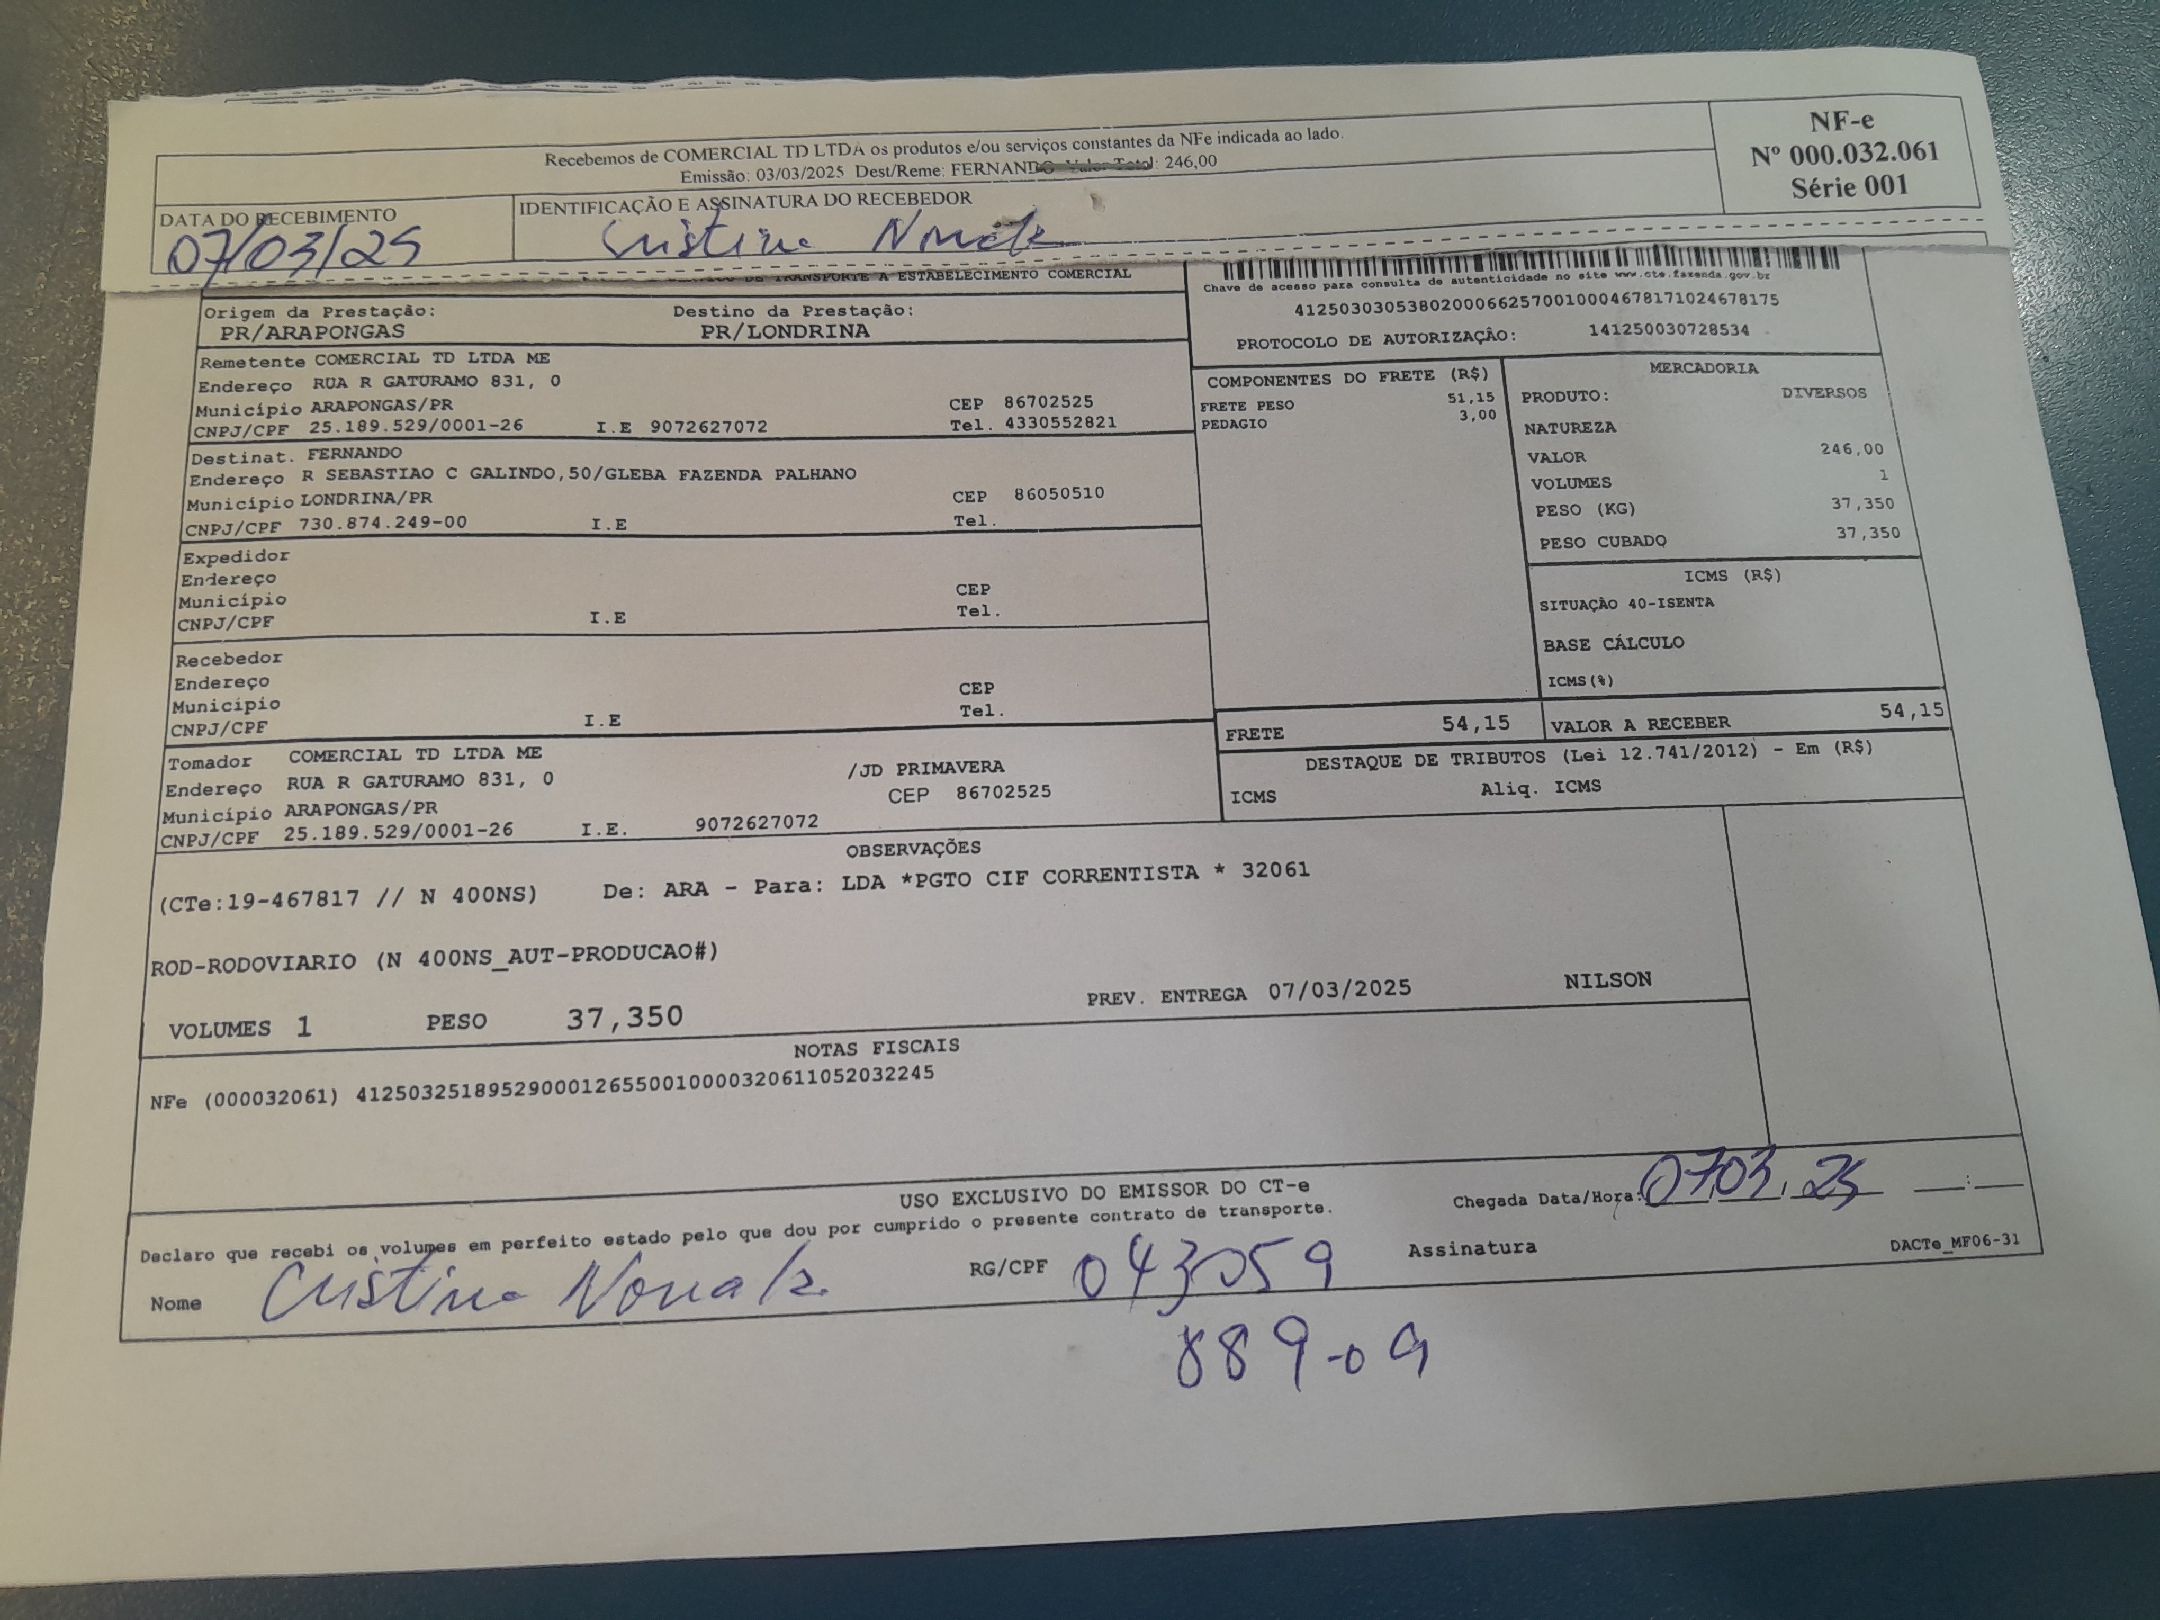 Recebemos de COMERCIAL TD LTDA os produtos e/ou serviços constantes da NFe indicada ao lado.
Emissão: 03/03/2025 Dest/Reme: FERNANDO Valor Total: 246,00
NF-e
Nº 000.032.061
Série 001
DATA DO RECEBIMENTO
07/03/25
IDENTIFICAÇÃO E ASSINATURA DO RECEBEDOR
Cristina Novak
TRANSPORTE A ESTABELECIMENTO COMERCIAL
Chave de acesso para consulta de autenticidade no site www.cte.fazenda.gov.br
41250303053802000662570010004678171024678175
PROTOCOLO DE AUTORIZAÇÃO: 141250030728534
Origem da Prestação: Destino da Prestação:
PR/ARAPONGAS PR/LONDRINA
Remetente COMERCIAL TD LTDA ME
Endereço RUA R GATURAMO 831, 0
Município ARAPONGAS/PR CEP 86702525
CNPJ/CPF 25.189.529/0001-26 I.E 9072627072 Tel. 4330552821
Destinat. FERNANDO
Endereço R SEBASTIAO C GALINDO,50/GLEBA FAZENDA PALHANO
Município LONDRINA/PR CEP 86050510
CNPJ/CPF 730.874.249-00 I.E Tel.
Expedidor
Endereço
Município CEP
CNPJ/CPF I.E Tel.
Recebedor
Endereço
Município CEP
CNPJ/CPF I.E Tel.
Tomador COMERCIAL TD LTDA ME
Endereço RUA R GATURAMO 831, 0 /JD PRIMAVERA
Município ARAPONGAS/PR CEP 86702525
CNPJ/CPF 25.189.529/0001-26 I.E. 9072627072
COMPONENTES DO FRETE (R$)
FRETE PESO 51,15
PEDAGIO 3,00
MERCADORIA
PRODUTO: DIVERSOS
NATUREZA
VALOR 246,00
VOLUMES 1
PESO (KG) 37,350
PESO CUBADO 37,350
ICMS (R$)
SITUAÇÃO 40-ISENTA
BASE CÁLCULO
ICMS(%)
FRETE 54,15 VALOR A RECEBER 54,15
DESTAQUE DE TRIBUTOS (Lei 12.741/2012) - Em (R$)
ICMS Aliq. ICMS
OBSERVAÇÕES
(CTe:19-467817 // N 400NS) De: ARA - Para: LDA *PGTO CIF CORRENTISTA * 32061
ROD-RODOVIARIO (N 400NS_AUT-PRODUCAO#)
VOLUMES 1 PESO 37,350 PREV. ENTREGA 07/03/2025 NILSON
NOTAS FISCAIS
NFe (000032061) 41250325189529000126550010000320611052032245
USO EXCLUSIVO DO EMISSOR DO CT-e
Declaro que recebi os volumes em perfeito estado pelo que dou por cumprido o presente contrato de transporte.
Chegada Data/Hora: 07.03.25 __:__
Nome Cristina Novak RG/CPF 043059 Assinatura
889-09
DACTe_MF06-31